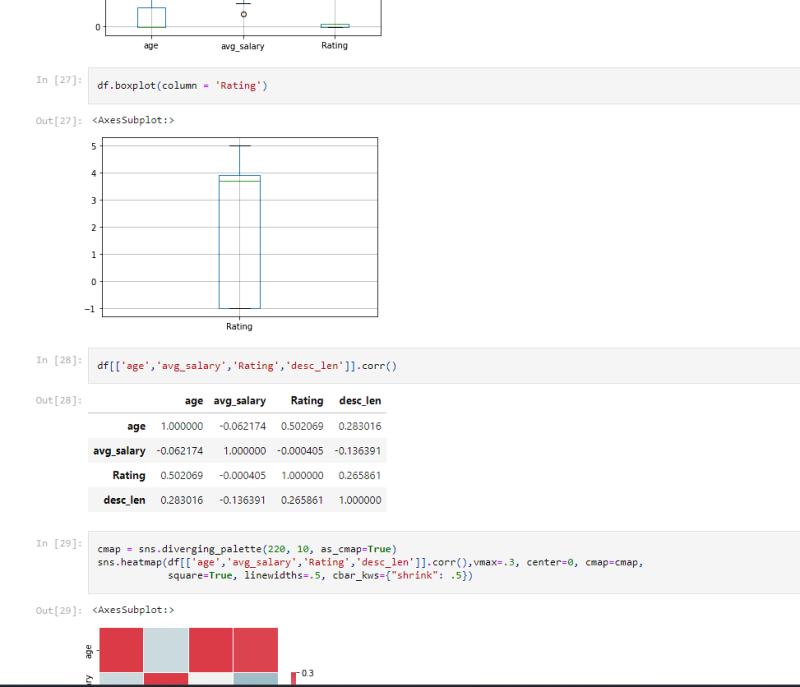 0
age avg_salary Rating
In [27]: df.boxplot(column = 'Rating')
Out[27]: <AxesSubplot:>
5
4
3
2
1
0
−1
Rating
In [28]: df[['age','avg_salary','Rating','desc_len']].corr()
Out[28]:
age avg_salary Rating desc_len
age 1.000000 -0.062174 0.502069 0.283016
avg_salary -0.062174 1.000000 -0.000405 -0.136391
Rating 0.502069 -0.000405 1.000000 0.265861
desc_len 0.283016 -0.136391 0.265861 1.000000
In [29]: cmap = sns.diverging_palette(220, 10, as_cmap=True)
sns.heatmap(df[['age','avg_salary','Rating','desc_len']].corr(),vmax=.3, center=0, cmap=cmap,
square=True, linewidths=.5, cbar_kws={"shrink": .5})
Out[29]: <AxesSubplot:>
age
0.3